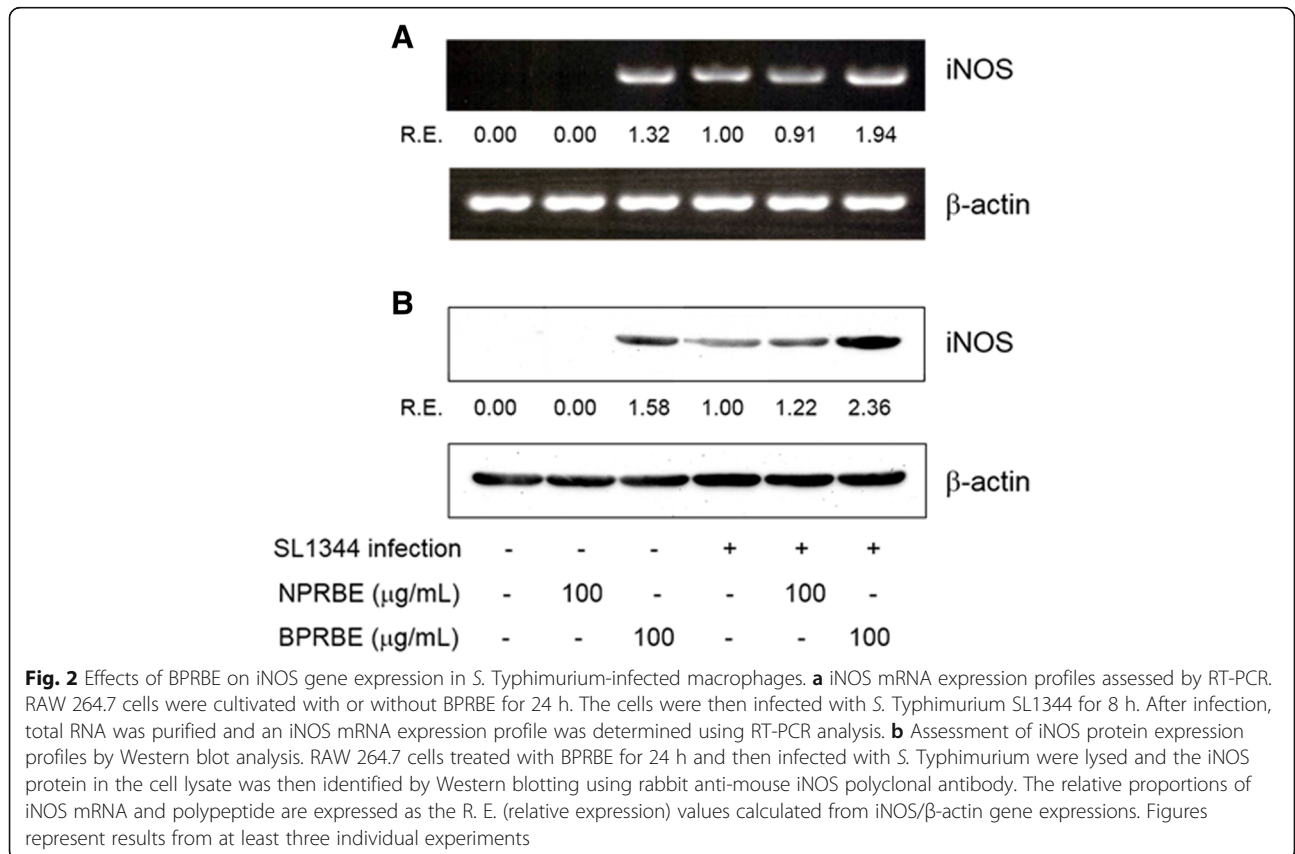 A
iNOS
R.E. 0.00 0.00 1.32 1.00 0.91 1.94
β-actin
B
iNOS
R.E. 0.00 0.00 1.58 1.00 1.22 2.36
β-actin
SL1344 infection - - - + + +
NPRBE (μg/mL) - 100 - - 100 -
BPRBE (μg/mL) - - 100 - - 100
Fig. 2 Effects of BPRBE on iNOS gene expression in S. Typhimurium-infected macrophages. a iNOS mRNA expression profiles assessed by RT-PCR.
RAW 264.7 cells were cultivated with or without BPRBE for 24 h. The cells were then infected with S. Typhimurium SL1344 for 8 h. After infection,
total RNA was purified and an iNOS mRNA expression profile was determined using RT-PCR analysis. b Assessment of iNOS protein expression
profiles by Western blot analysis. RAW 264.7 cells treated with BPRBE for 24 h and then infected with S. Typhimurium were lysed and the iNOS
protein in the cell lysate was then identified by Western blotting using rabbit anti-mouse iNOS polyclonal antibody. The relative proportions of
iNOS mRNA and polypeptide are expressed as the R. E. (relative expression) values calculated from iNOS/β-actin gene expressions. Figures
represent results from at least three individual experiments